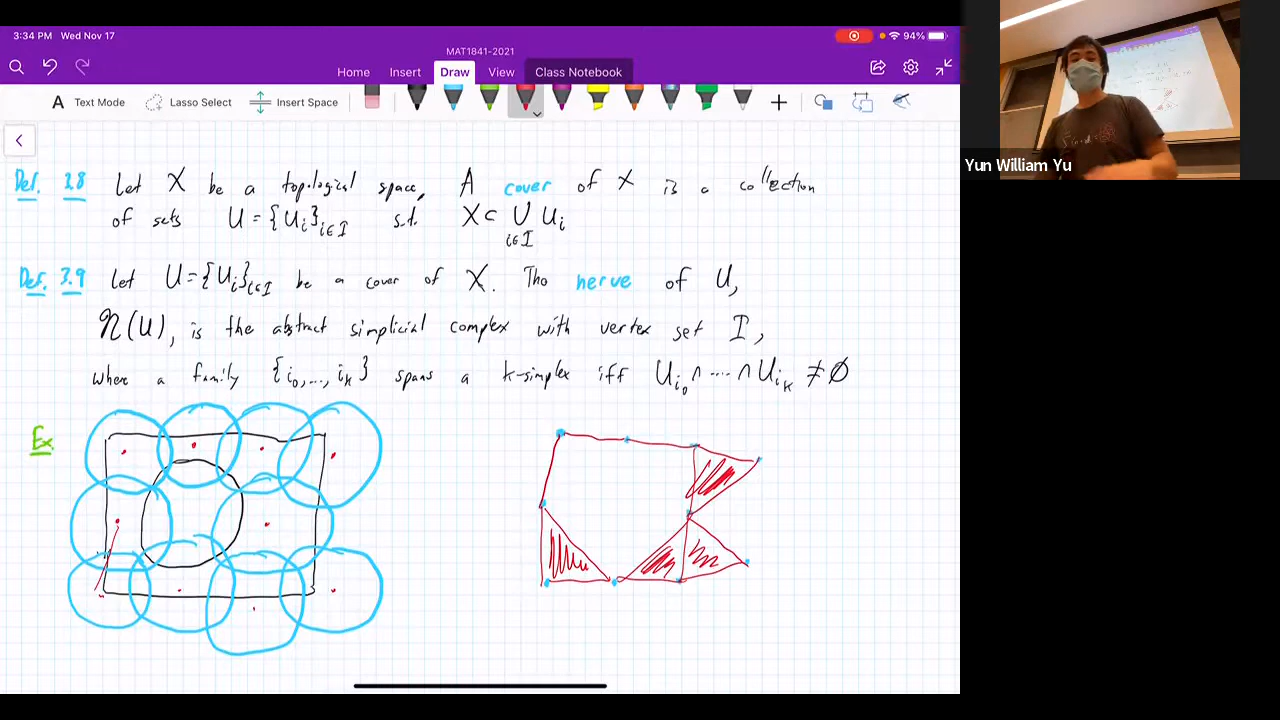 3:34 PM Wed Nov 17
94%
MAT1841-2021
Home Insert Draw View Class Notebook
A Text Mode Lasso Select Insert Space
Def. 3.8 Let X be a topological space, A cover of X is a collection
of sets U = {Ui}i∈I s.t. X ⊂ ∪i∈I Ui
Def. 3.9 Let U = {Ui}i∈I be a cover of X. The nerve of U,
N(U), is the abstract simplicial complex with vertex set I,
where a family {i0,..., ik} spans a k-simplex iff Ui0 ∩ .... ∩ Uik ≠ ∅
Ex.
Yun William Yu